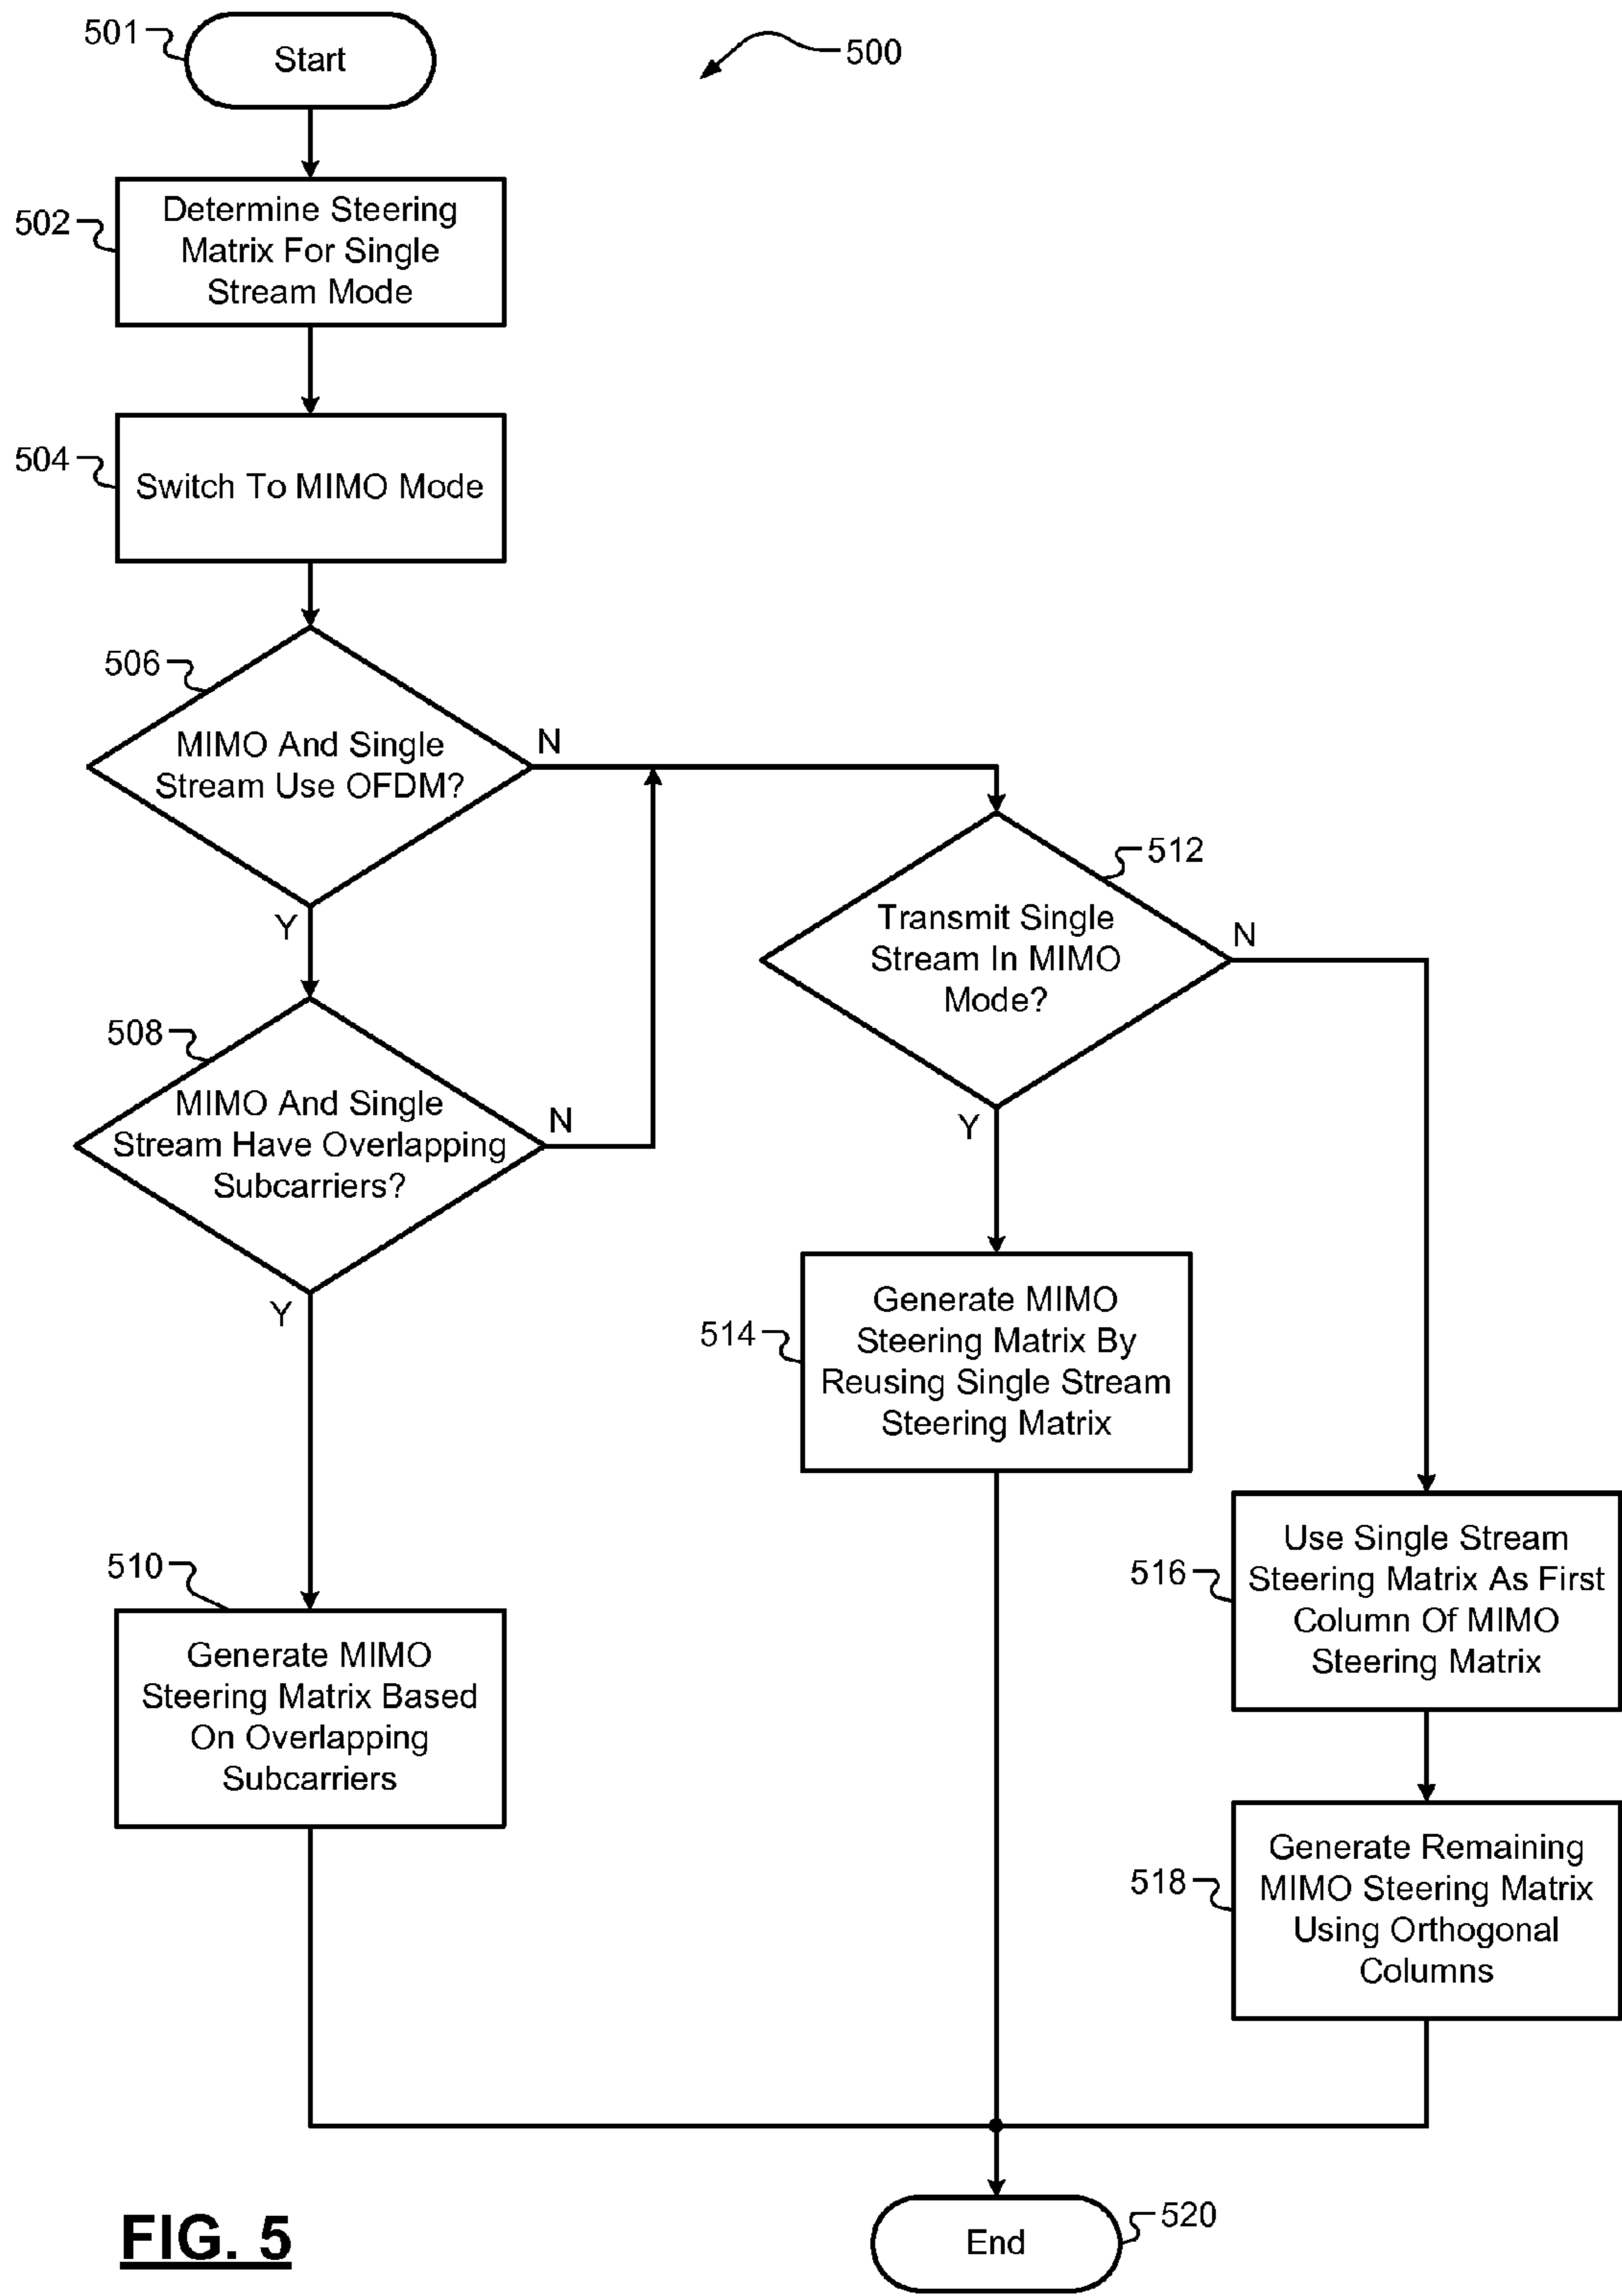 501
Start
500
502
Determine Steering
Matrix For Single
Stream Mode
504
Switch To MIMO Mode
506
MIMO And Single
Stream Use OFDM?
N
Y
512
Transmit Single
Stream In MIMO
Mode?
N
Y
508
MIMO And Single
Stream Have Overlapping
Subcarriers?
N
Y
514
Generate MIMO
Steering Matrix By
Reusing Single Stream
Steering Matrix
516
Use Single Stream
Steering Matrix As First
Column Of MIMO
Steering Matrix
510
Generate MIMO
Steering Matrix Based
On Overlapping
Subcarriers
518
Generate Remaining
MIMO Steering Matrix
Using Orthogonal
Columns
520
End
FIG. 5